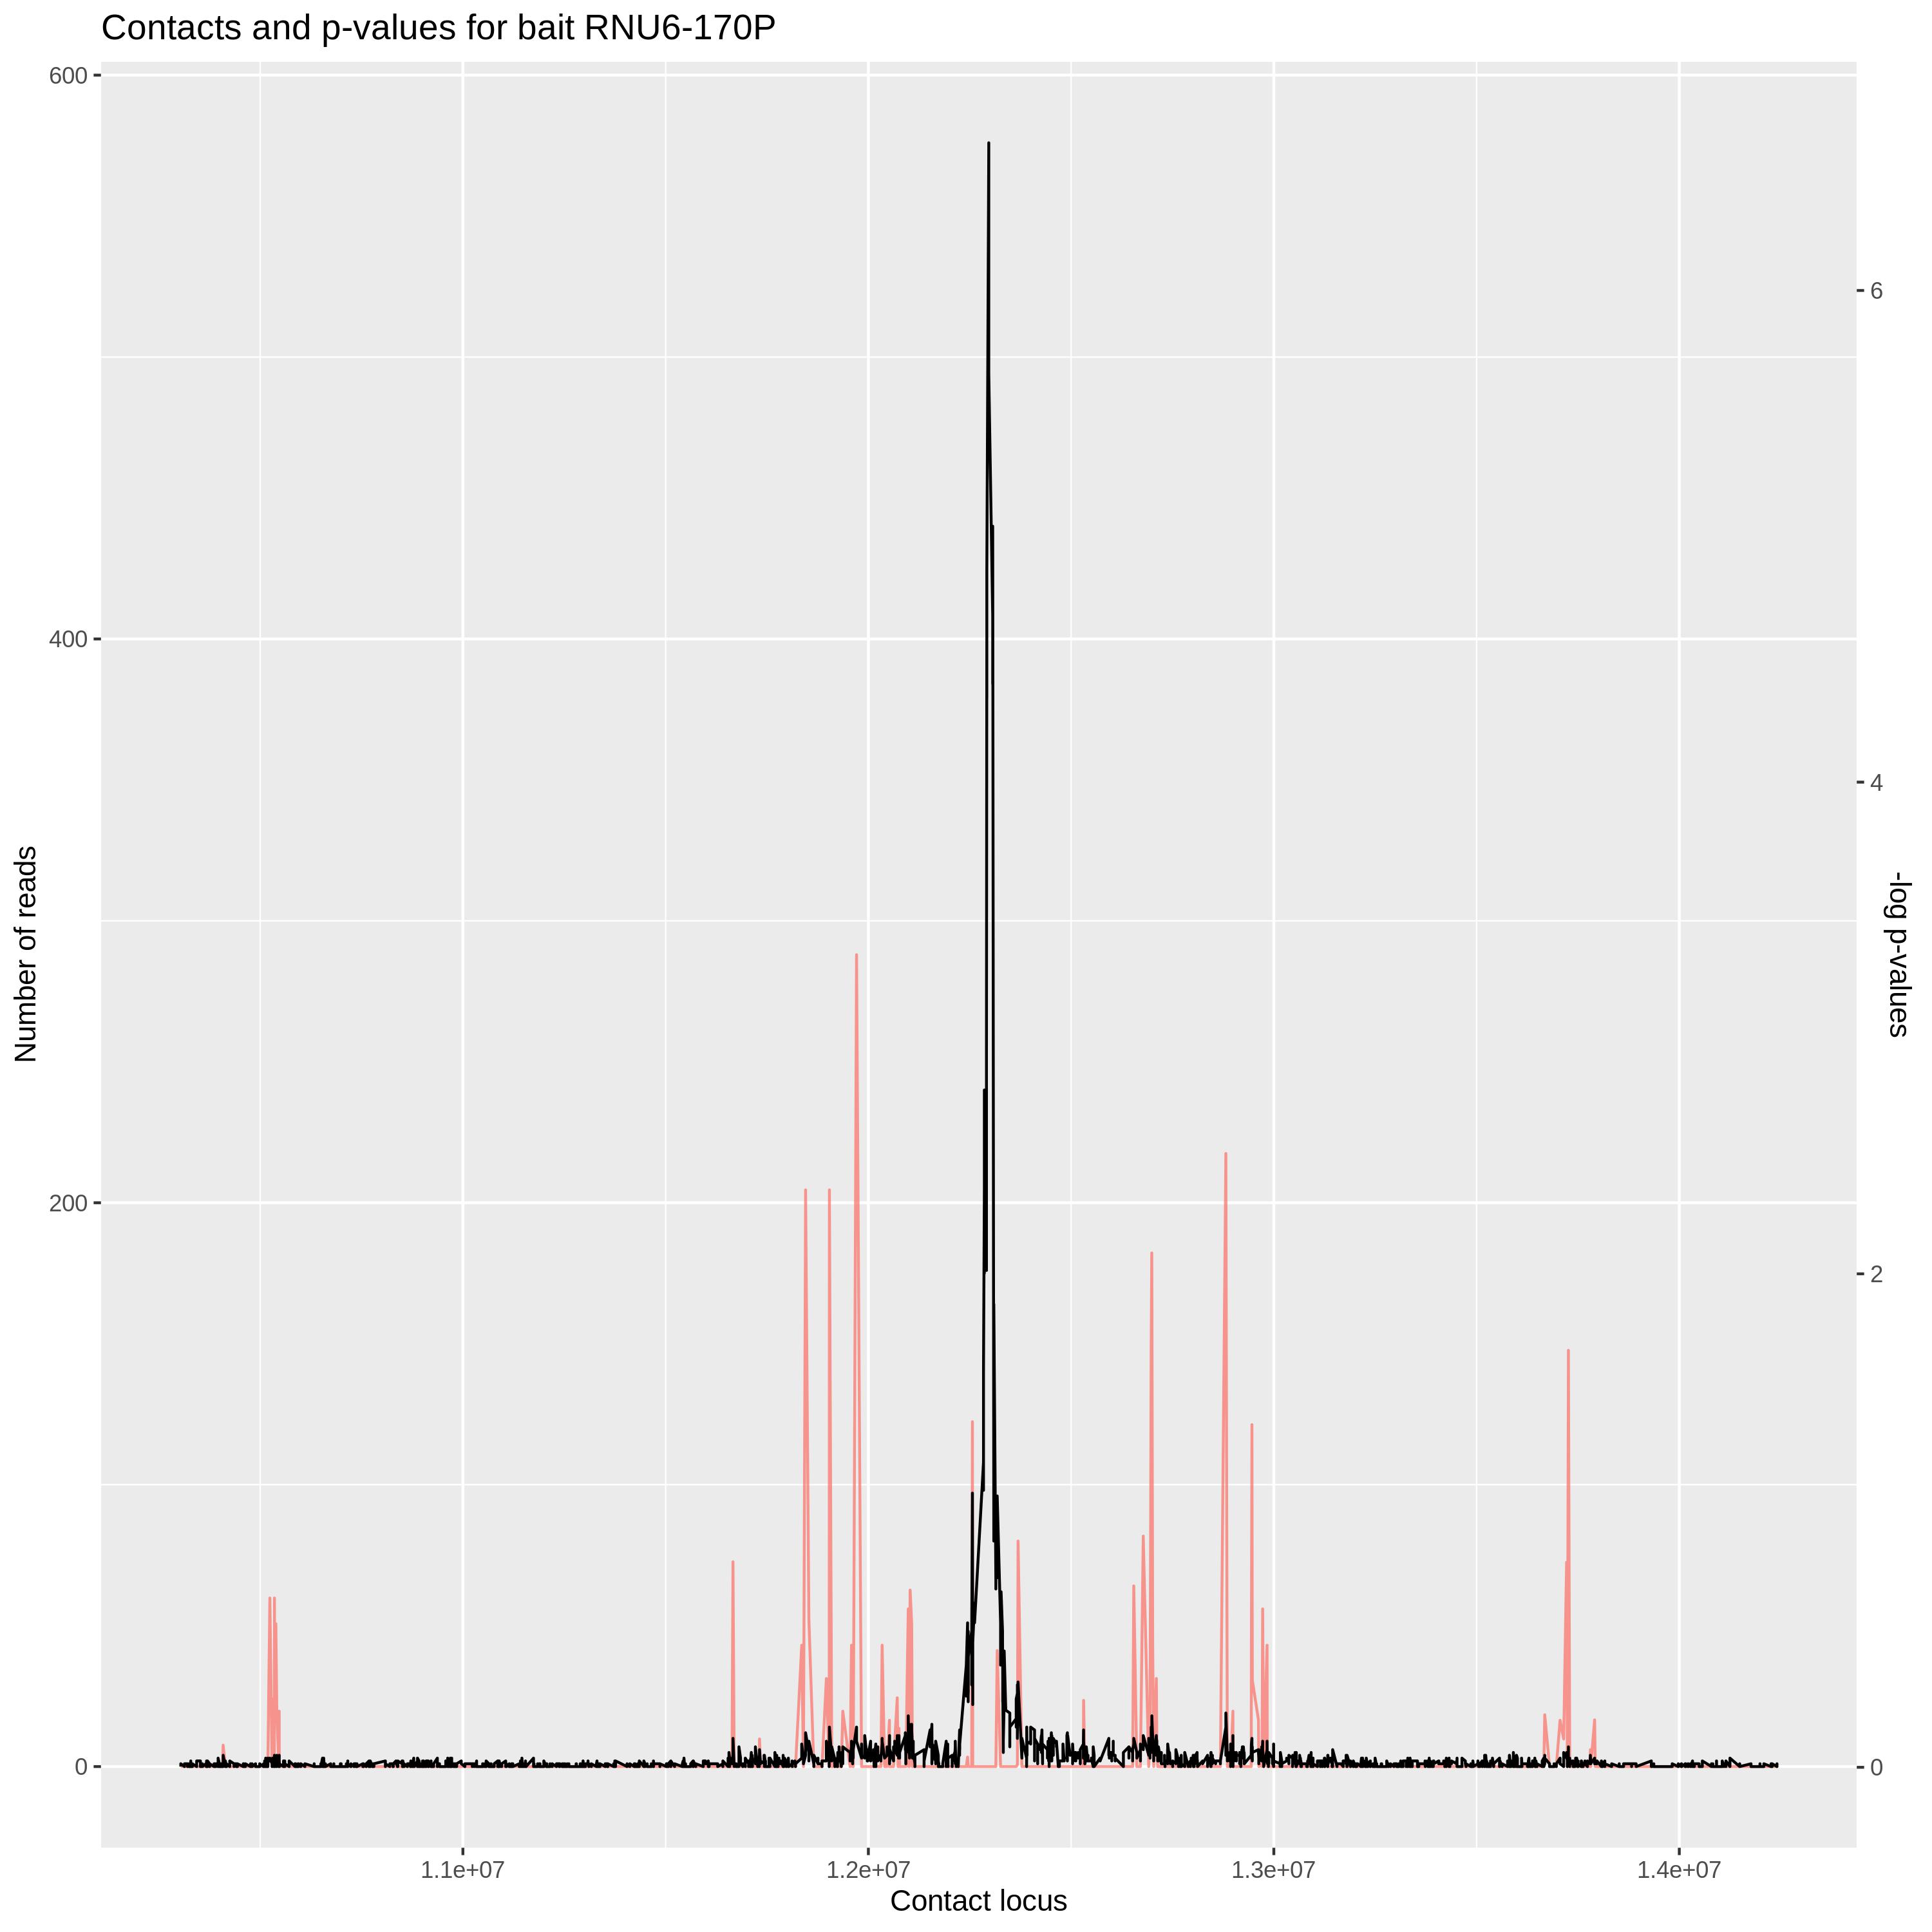 Contacts and p-values for bait RNU6-170P
600
400
200
0
Number of reads
6
4
2
0
-log p-values
1.1e+07
1.2e+07
1.3e+07
1.4e+07
Contact locus